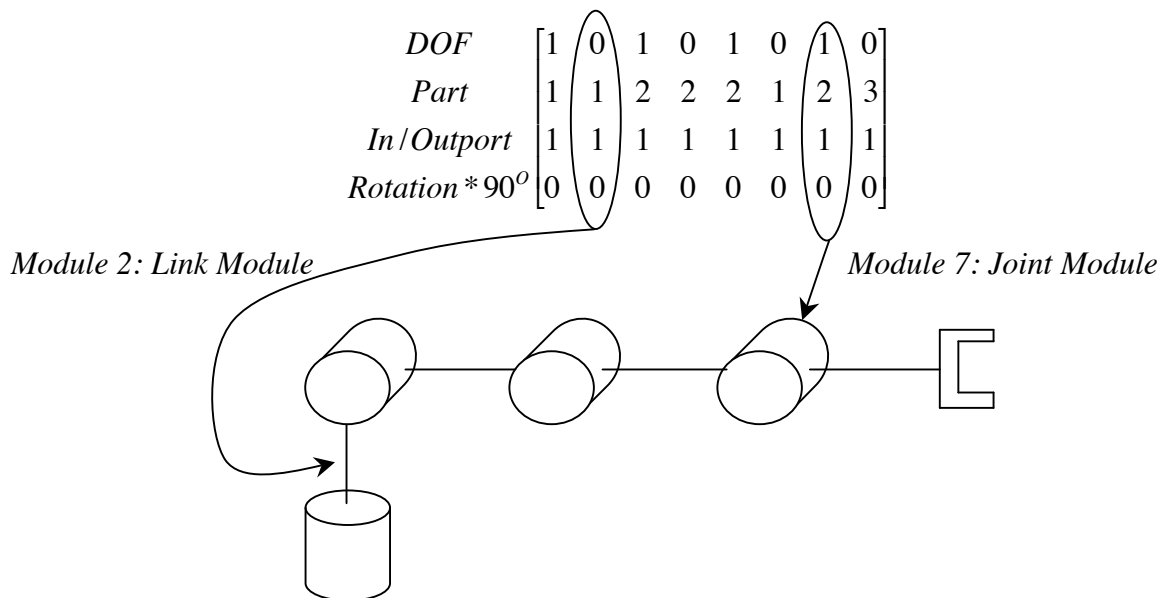 DOF 1 0 1 0 1 0 1 0
Part 1 1 2 2 2 1 2 3
In/Outport 1 1 1 1 1 1 1 1
Rotation*90° 0 0 0 0 0 0 0 0
Module 2: Link Module
Module 7: Joint Module